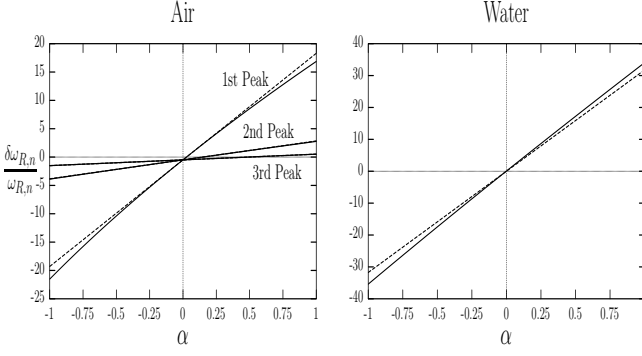 Air
Water
20
15
10
5
0
-5
-10
-15
-20
-25
1st Peak
2nd Peak
3rd Peak
δω_{R,n}
ω_{R,n}
-1 -0.75 -0.5 -0.25 0 0.25 0.5 0.75 1
α
40
30
20
10
0
-10
-20
-30
-40
-1 -0.75 -0.5 -0.25 0 0.25 0.5 0.75
α